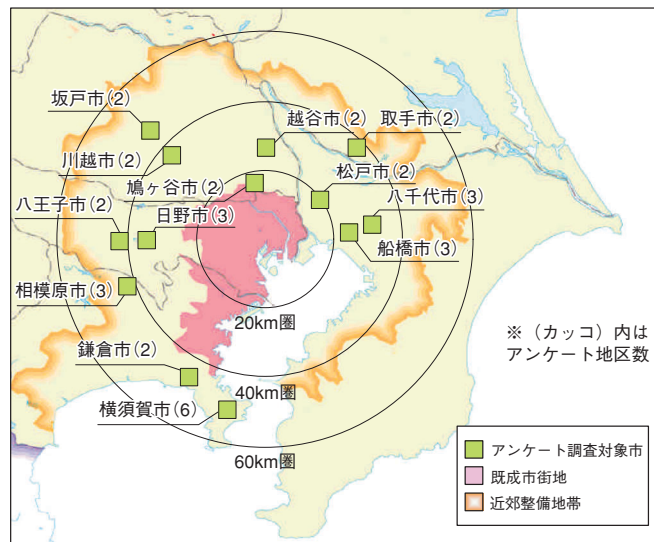 坂戸市(2)
越谷市(2)
取手市(2)
川越市(2)
鳩ヶ谷市(2)
松戸市(2)
八王子市(2)
日野市(3)
八千代市(3)
船橋市(3)
相模原市(3)
20km圏
※（カッコ）内は
アンケート地区数
鎌倉市(2)
40km圏
横須賀市(6)
60km圏
アンケート調査対象市
既成市街地
近郊整備地帯